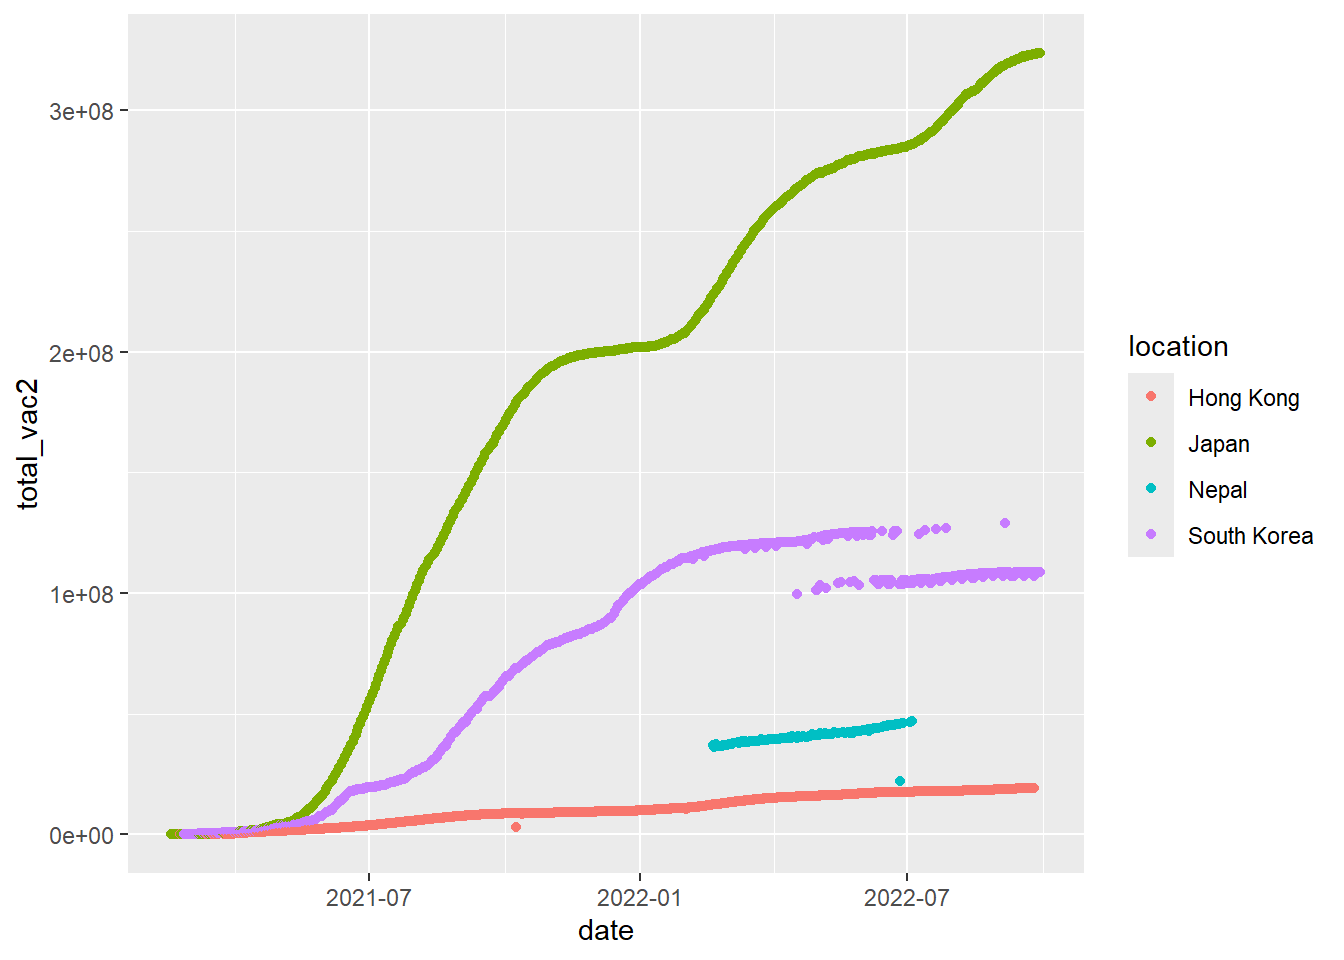 total_vac2
3e+08
2e+08
1e+08
0e+00
2021-07
2022-01
2022-07
date
location
Hong Kong
Japan
Nepal
South Korea